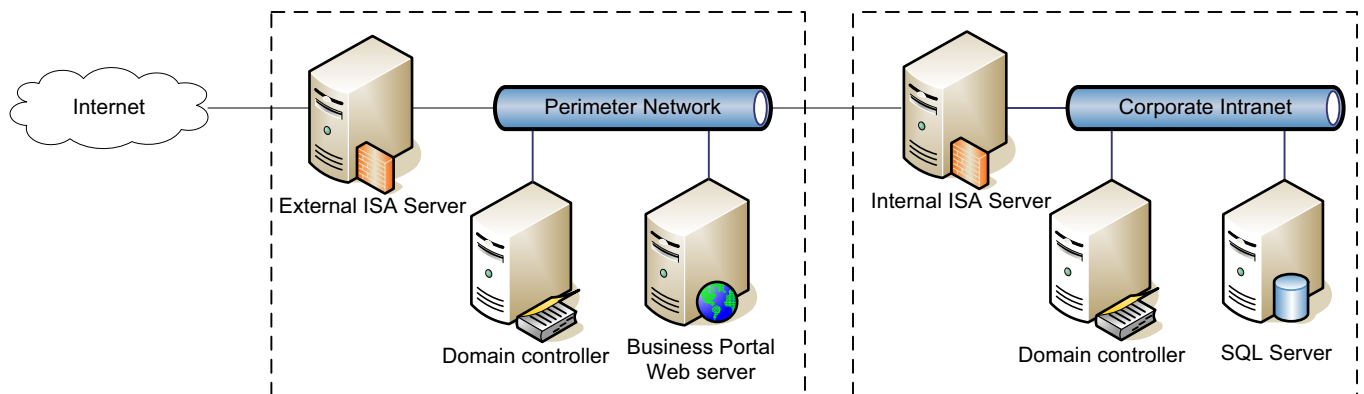 Internet
External ISA Server
Perimeter Network
Domain controller
Business Portal
Web server
Internal ISA Server
Corporate Intranet
Domain controller
SQL Server